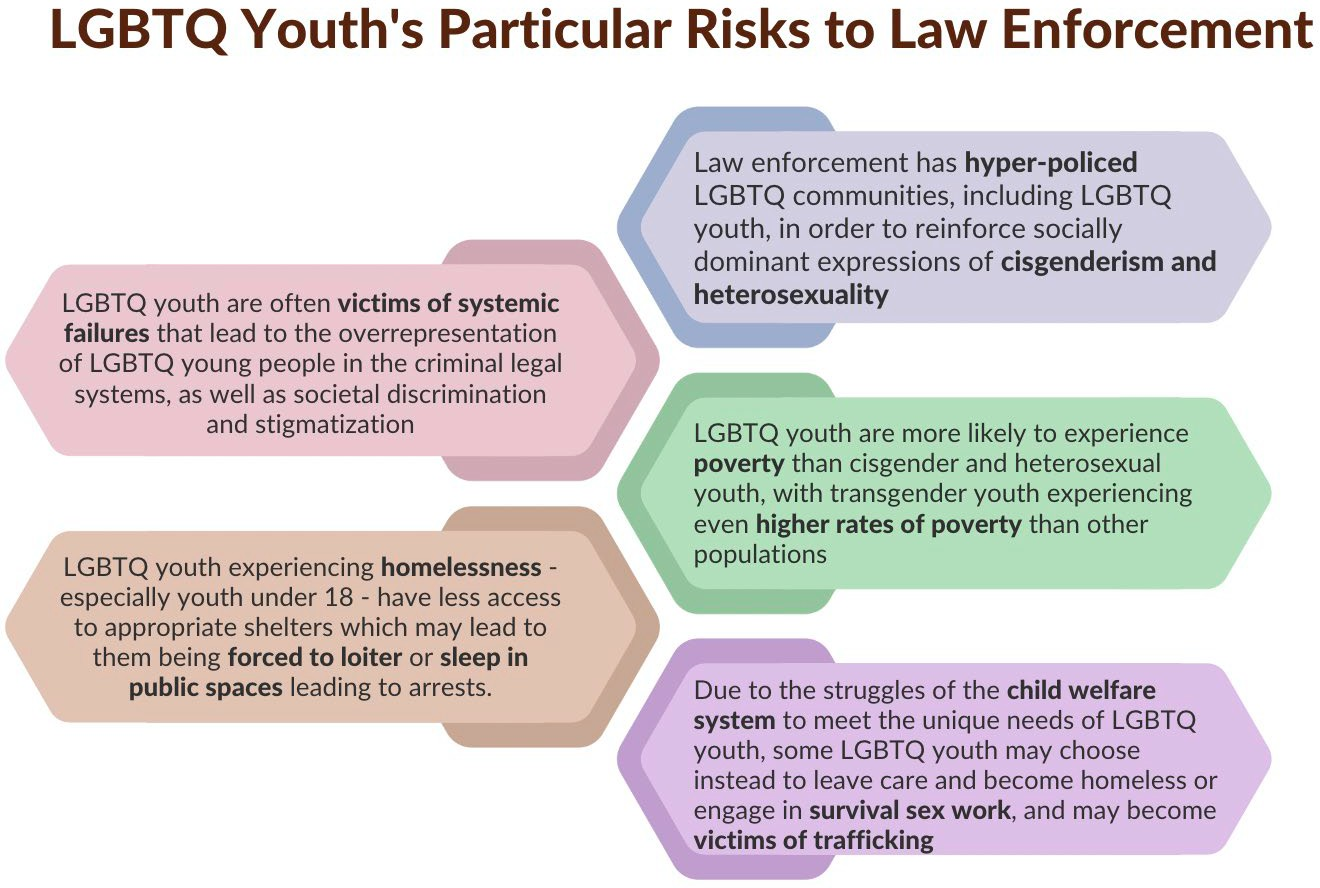 LGBTQ Youth's Particular Risks to Law Enforcement
Law enforcement has hyper-policed
LGBTQ communities, including LGBTQ
youth, in order to reinforce socially
dominant expressions of cisgenderism and
heterosexuality
LGBTQ youth are often victims of systemic
failures that lead to the overrepresentation
of LGBTQ young people in the criminal legal
systems, as well as societal discrimination
and stigmatization
LGBTQ youth are more likely to experience
poverty than cisgender and heterosexual
youth, with transgender youth experiencing
even higher rates of poverty than other
populations
LGBTQ youth experiencing homelessness -
especially youth under 18 - have less access
to appropriate shelters which may lead to
them being forced to loiter or sleep in
public spaces leading to arrests.
Due to the struggles of the child welfare
system to meet the unique needs of LGBTQ
youth, some LGBTQ youth may choose
instead to leave care and become homeless or
engage in survival sex work, and may become
victims of trafficking